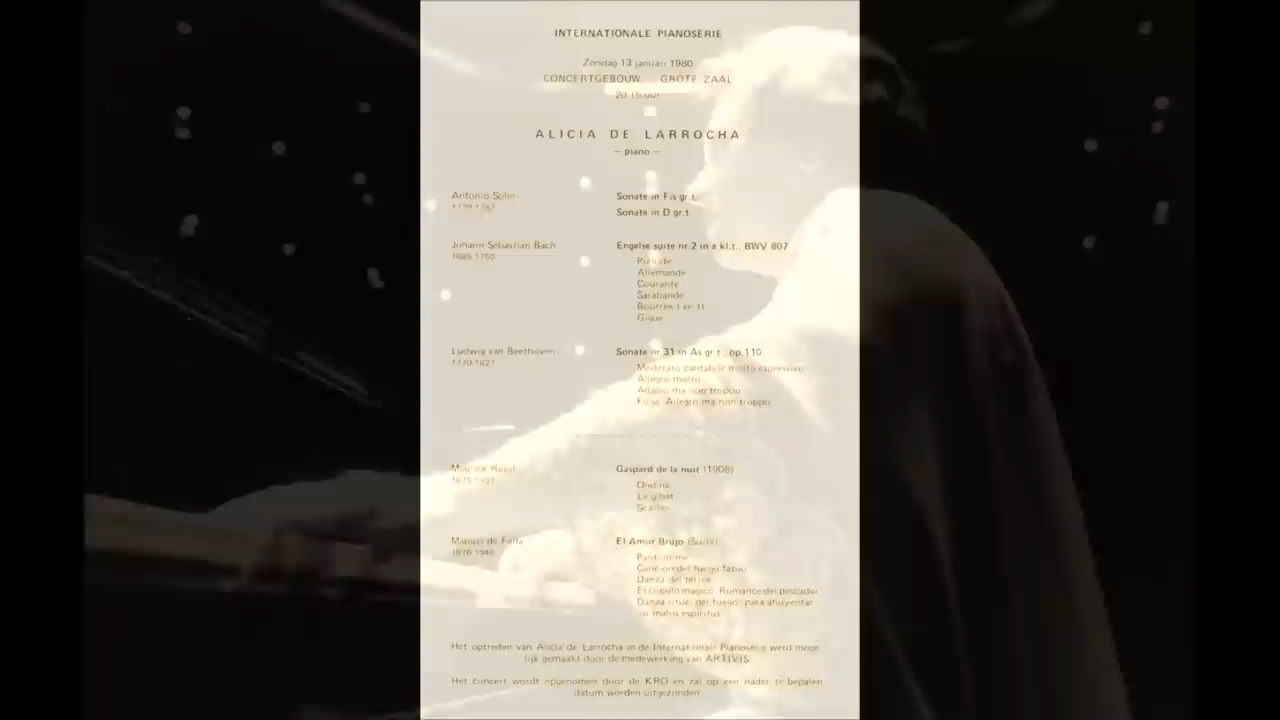 INTERNATIONALE PIANOSERIE
Zondag 13 januari 1980
CONCERTGEBOUW GROTE ZAAL
20.15 uur
ALICIA DE LARROCHA
— piano —
Antonio Soler
Sonate in Fis gr.t.
Sonate in D gr.t.
Johann Sebastian Bach
1685-1750
Engelse suite nr.2 in a kl.t., BWV 807
Prélude
Allemande
Courante
Sarabande
Bourrée I en II
Gigue
Ludwig van Beethoven
1770-1827
Sonate nr.31 in As gr.t., op.110
Moderato cantabile molto espressivo
Allegro molto
Adagio ma non troppo
Fuga: Allegro ma non troppo
Maurice Ravel
1875-1937
Gaspard de la nuit (1908)
Ondine
Le gibet
Scarbo
Manuel de Falla
1876-1946
El Amor Brujo (Suite)
Pantomime
Canción del fuego fatuo
Danza del terror
El circulo magico: Romance del pescador
Danza ritual del fuego: para ahuyentar
los malos espiritus
Het optreden van Alicia de Larrocha in de Internationale Pianoserie werd moge-
lijk gemaakt door de medewerking van ARTIVIS.
Het concert wordt opgenomen door de KRO en zal op een nader te bepalen
datum worden uitgezonden.